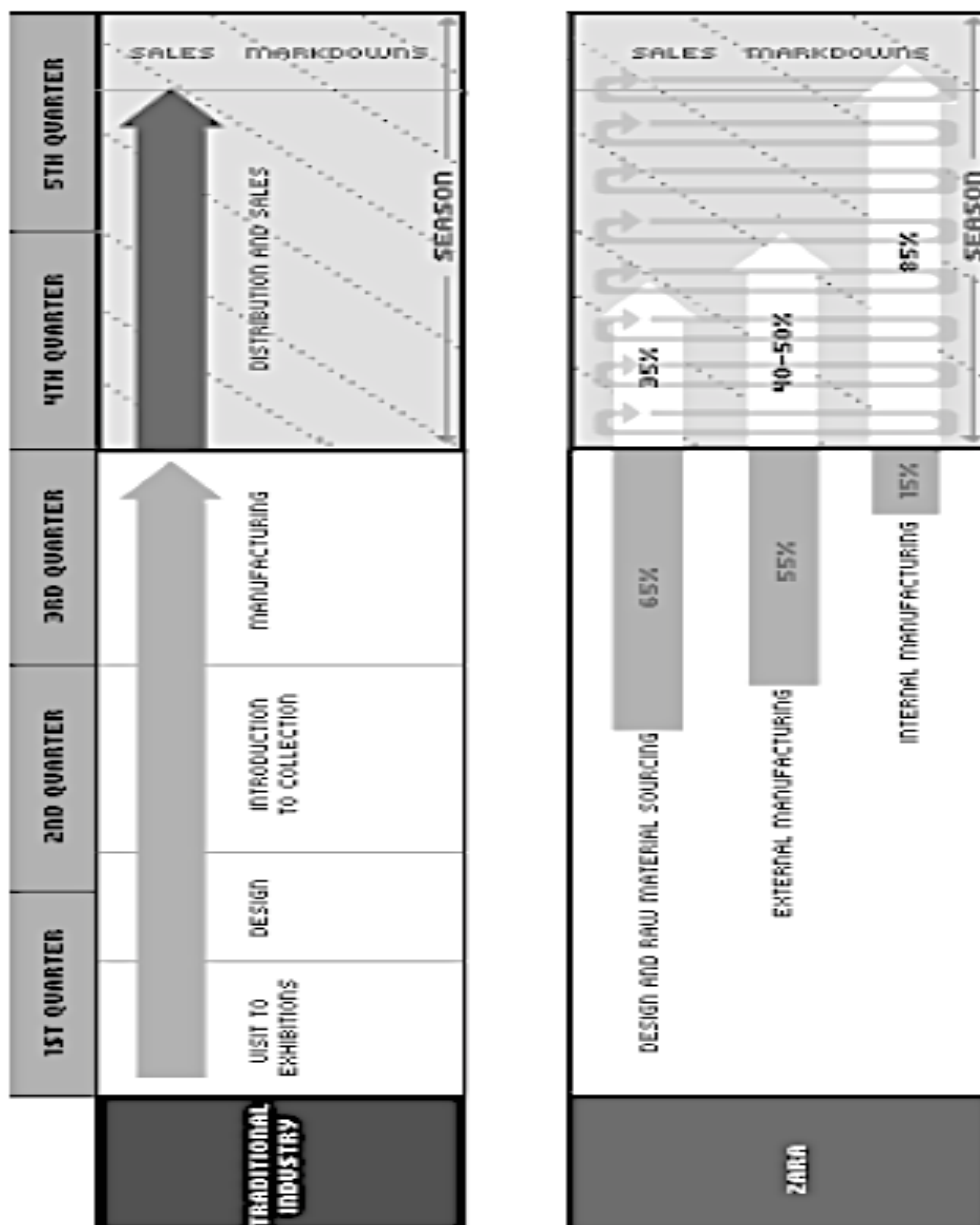 1ST QUARTER
2ND QUARTER
3RD QUARTER
4TH QUARTER
5TH QUARTER
TRADITIONAL
INDUSTRY
VISIT TO
EXHIBITIONS
DESIGN
INTRODUCTION
TO COLLECTION
MANUFACTURING
DISTRIBUTION AND SALES
SALES
MARKDOWNS
SEASON
ZARA
DESIGN AND RAW MATERIAL SOURCING
65%
35%
EXTERNAL MANUFACTURING
55%
40-50%
INTERNAL MANUFACTURING
15%
85%
SALES
MARKDOWNS
SEASON